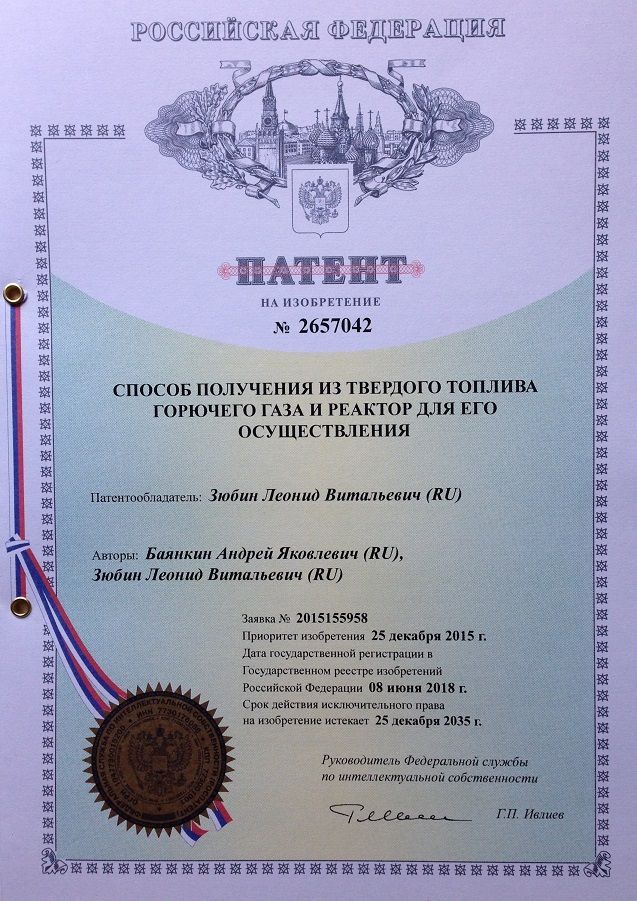 РОССИЙСКАЯ ФЕДЕРАЦИЯ
ПАТЕНТ
НА ИЗОБРЕТЕНИЕ
№ 2657042
СПОСОБ ПОЛУЧЕНИЯ ИЗ ТВЕРДОГО ТОПЛИВА
ГОРЮЧЕГО ГАЗА И РЕАКТОР ДЛЯ ЕГО
ОСУЩЕСТВЛЕНИЯ
Патентообладатель: Зюбин Леонид Витальевич (RU)
Авторы: Баянкин Андрей Яковлевич (RU),
Зюбин Леонид Витальевич (RU)
Заявка № 2015155958
Приоритет изобретения 25 декабря 2015 г.
Дата государственной регистрации в
Государственном реестре изобретений
Российской Федерации 08 июня 2018 г.
Срок действия исключительного права
на изобретение истекает 25 декабря 2035 г.
Руководитель Федеральной службы
по интеллектуальной собственности
Г.П. Ивлиев